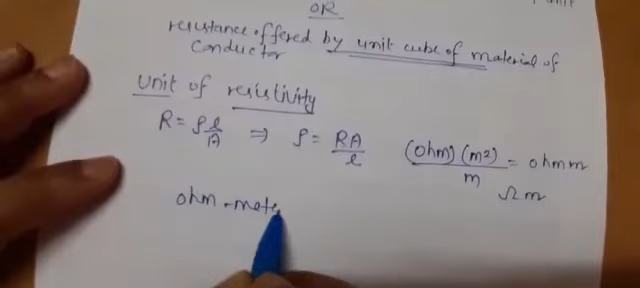 OR
resistance offered by unit cube of material of
conductor
unit of resistivity
R = ρ l/A ⇒ ρ = RA/l (ohm) (m²)/m = ohm m
Ωm
ohm-mete